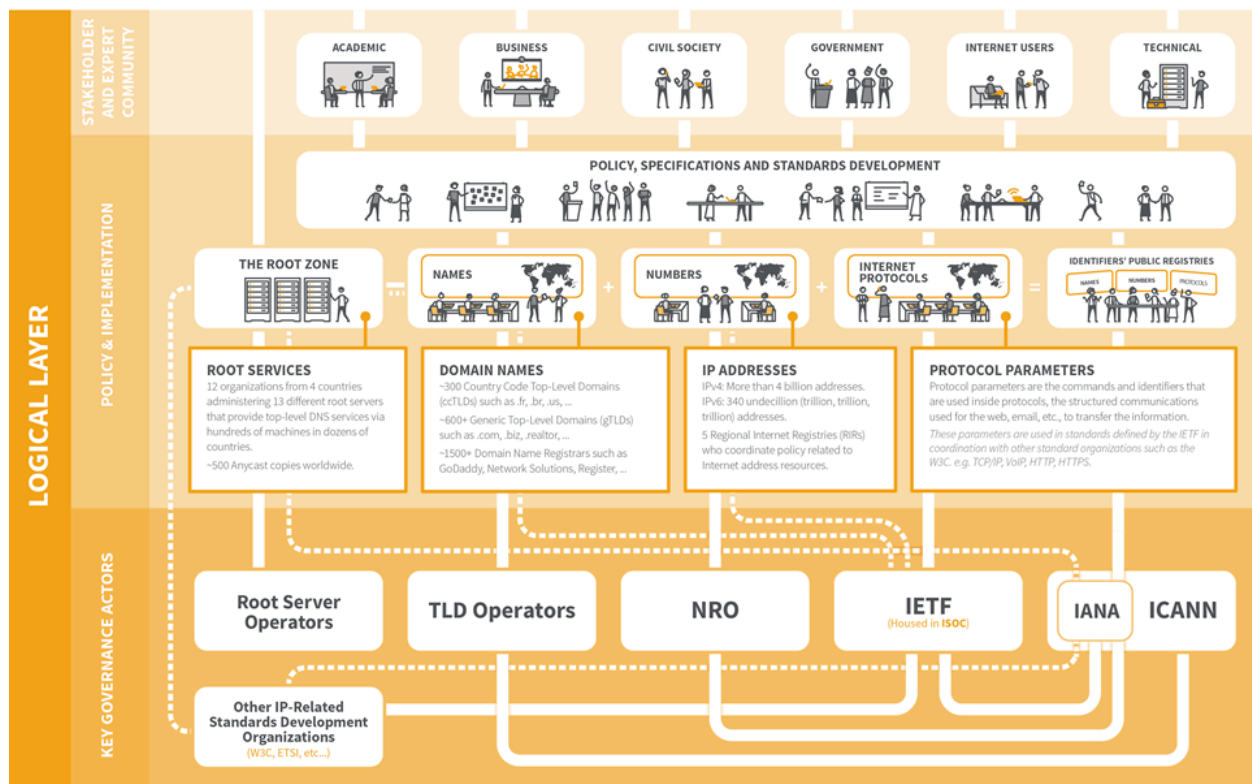 LOGICAL LAYER
STAKEHOLDER
AND EXPERT
COMMUNITY
ACADEMIC
BUSINESS
CIVIL SOCIETY
GOVERNMENT
INTERNET USERS
TECHNICAL
POLICY & IMPLEMENTATION
POLICY, SPECIFICATIONS AND STANDARDS DEVELOPMENT
THE ROOT ZONE
=
NAMES
+
NUMBERS
+
INTERNET
PROTOCOLS
=
IDENTIFIERS' PUBLIC REGISTRIES
NAMES
NUMBERS
PROTOCOLS
ROOT SERVICES
12 organizations from 4 countries
administering 13 different root servers
that provide top-level DNS services via
hundreds of machines in dozens of
countries.
~500 Anycast copies worldwide.
DOMAIN NAMES
~300 Country Code Top-Level Domains
(ccTLDs) such as .fr, .br, .us, ...
~600+ Generic Top-Level Domains (gTLDs)
such as .com, .biz, .realtor, ...
~1500+ Domain Name Registrars such as
GoDaddy, Network Solutions, Register, ...
IP ADDRESSES
IPv4: More than 4 billion addresses.
IPv6: 340 undecillion (trillion, trillion,
trillion) addresses.
5 Regional Internet Registries (RIRs)
who coordinate policy related to
Internet address resources.
PROTOCOL PARAMETERS
Protocol parameters are the commands and identifiers that
are used inside protocols, the structured communications
used for the web, email, etc., to transfer the information.
These parameters are used in standards defined by the IETF in
coordination with other standard organizations such as the
W3C. e.g. TCP/IP, VoIP, HTTP, HTTPS.
KEY GOVERNANCE ACTORS
Root Server
Operators
TLD Operators
NRO
IETF
(Housed in ISOC)
IANA
ICANN
Other IP-Related
Standards Development
Organizations
(W3C, ETSI, etc...)